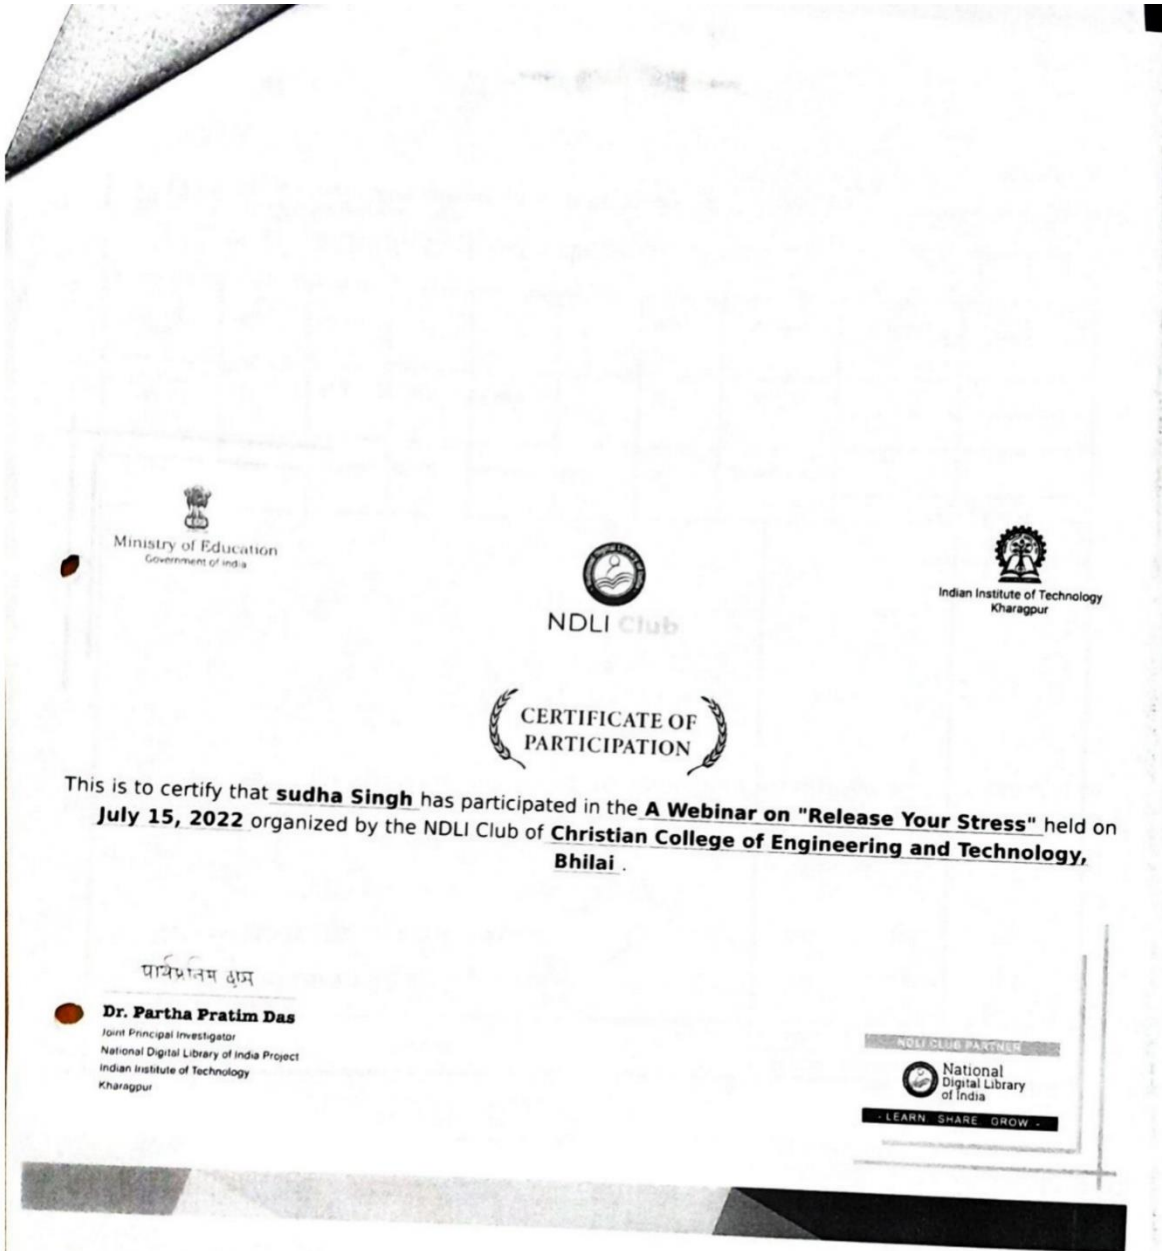 Ministry of Education
Government of India
NDLI Club
Indian Institute of Technology
Kharagpur
CERTIFICATE OF
PARTICIPATION
This is to certify that sudha Singh has participated in the A Webinar on "Release Your Stress" held on
July 15, 2022 organized by the NDLI Club of Christian College of Engineering and Technology,
Bhilai .
Dr. Partha Pratim Das
Joint Principal Investigator
National Digital Library of India Project
Indian Institute of Technology
Kharagpur
NDLI CLUB PARTNER
National
Digital Library
of India
- LEARN SHARE GROW -